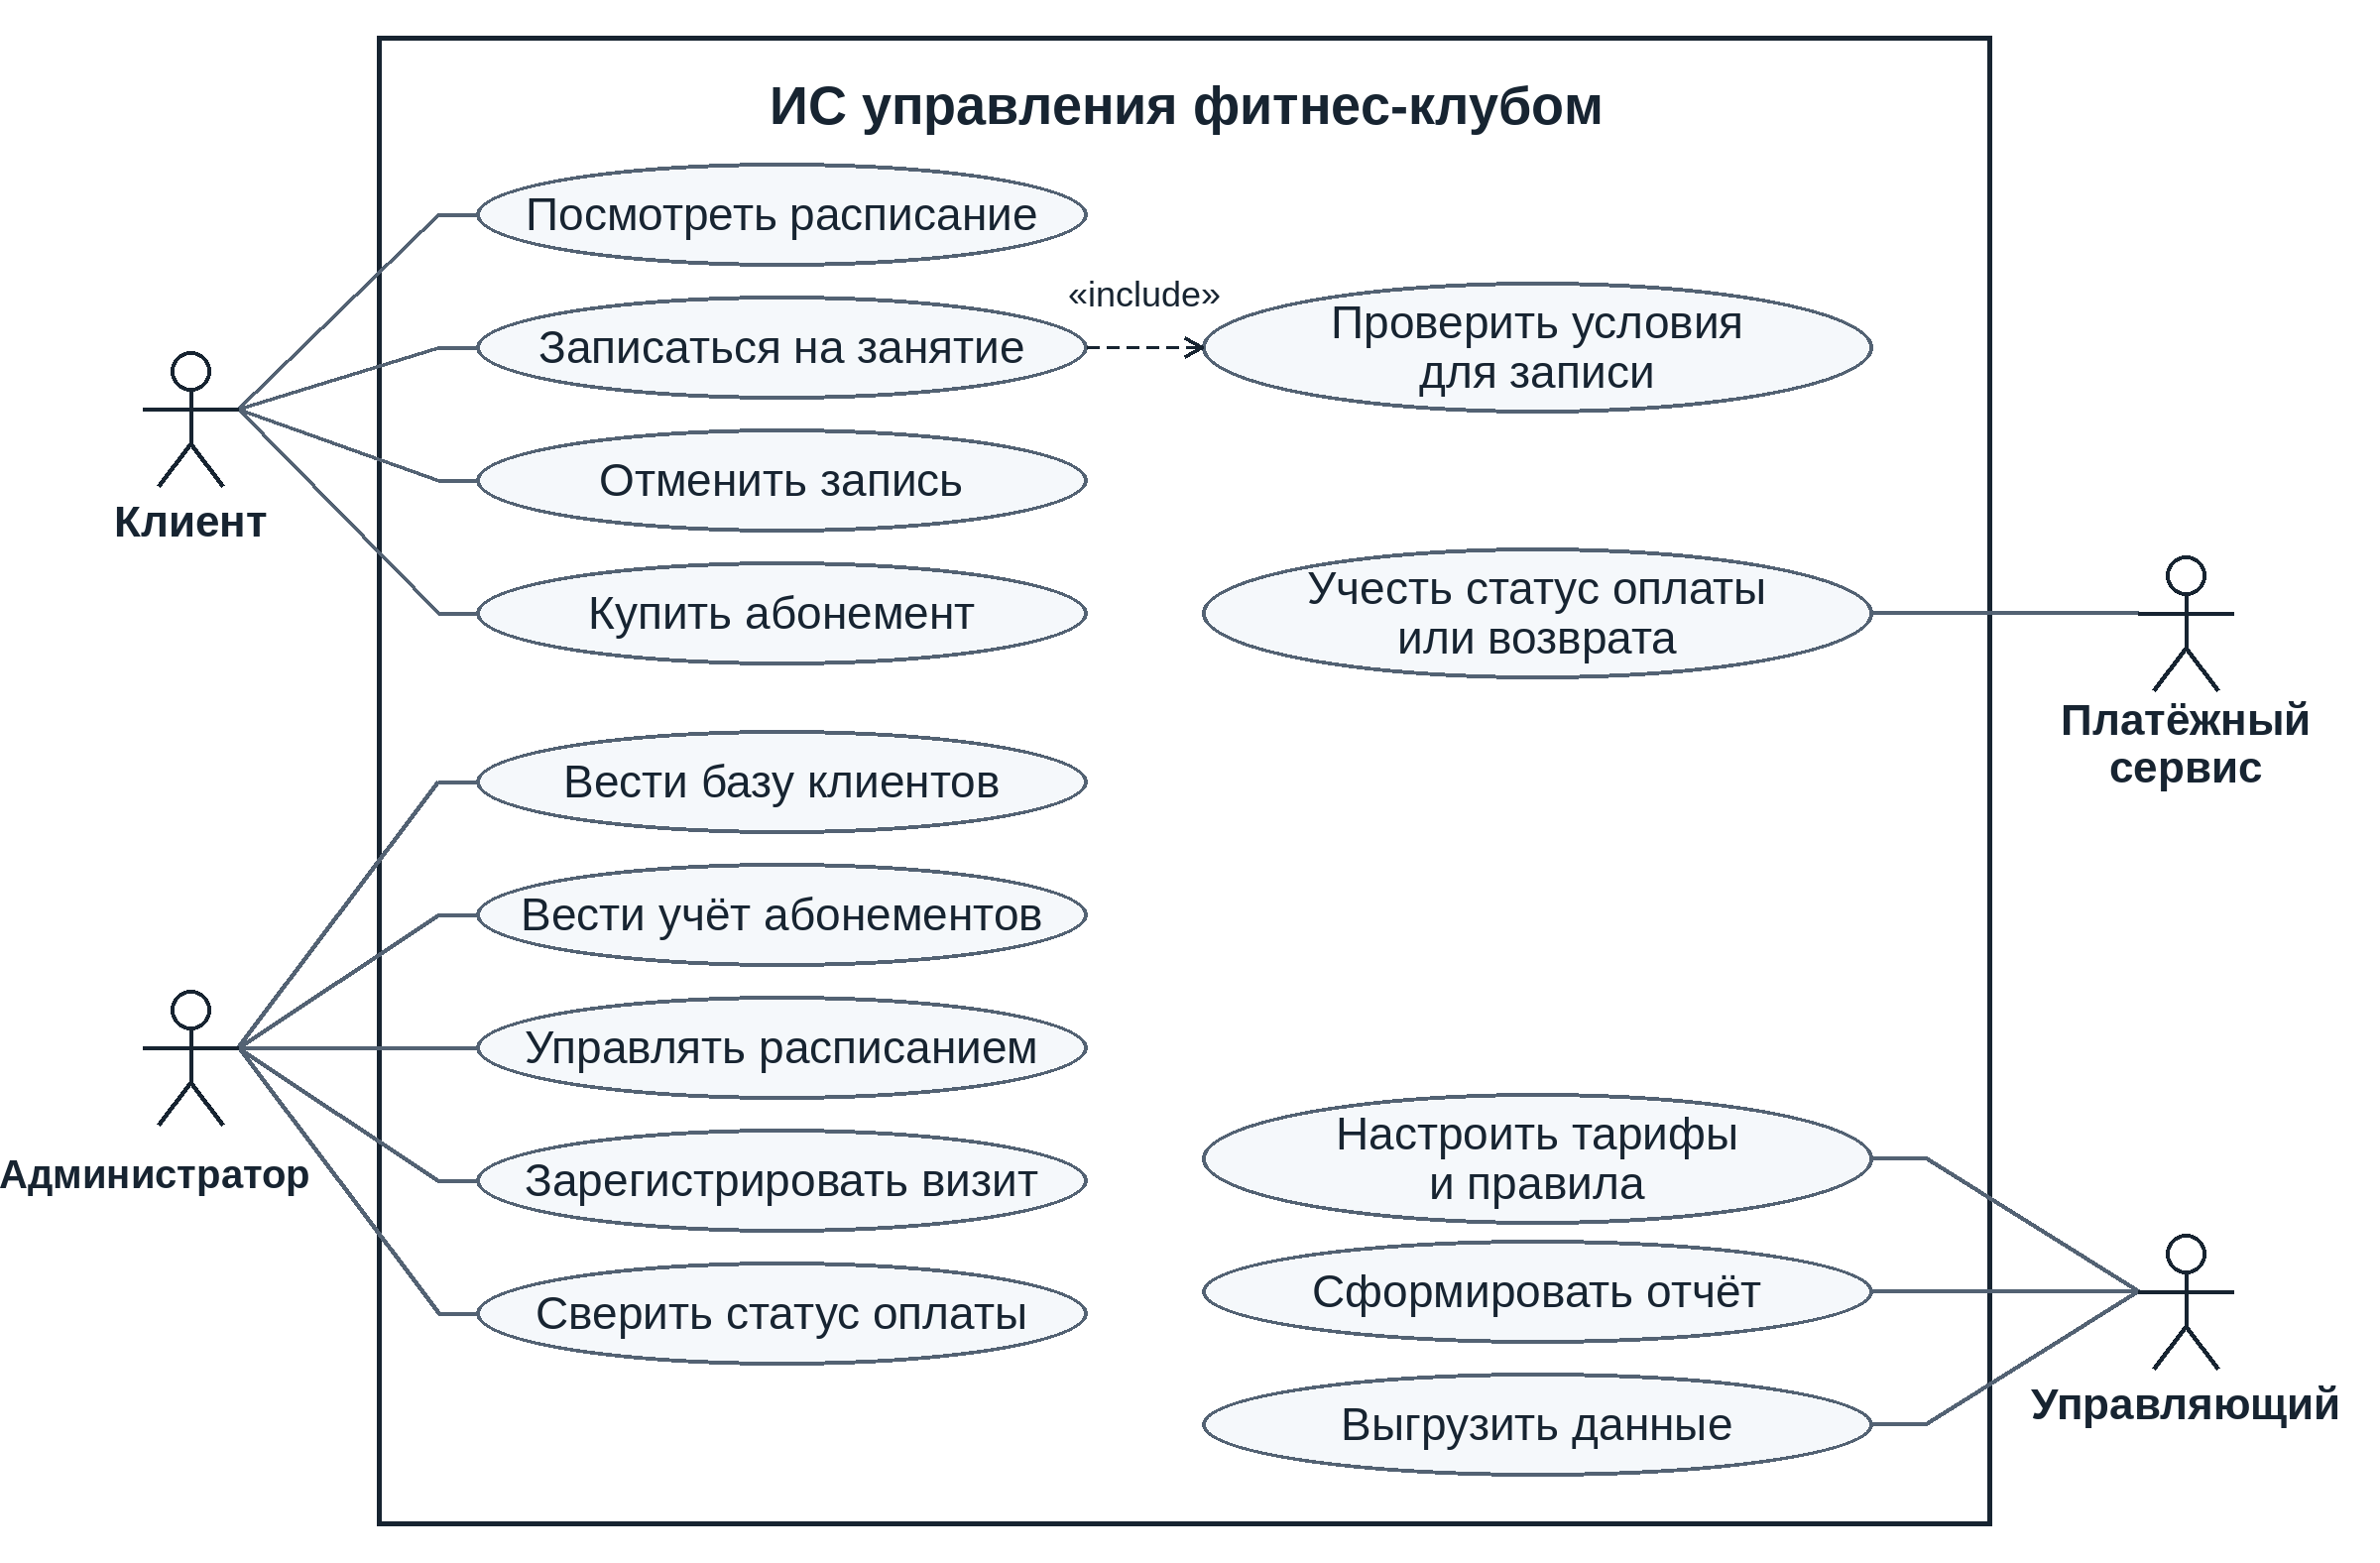 ИС управления фитнес-клубом
Посмотреть расписание
«include»
Записаться на занятие
Проверить условия
для записи
Отменить запись
Клиент
Купить абонемент
Учесть статус оплаты
или возврата
Платёжный
сервис
Вести базу клиентов
Вести учёт абонементов
Управлять расписанием
Администратор
Зарегистрировать визит
Сверить статус оплаты
Настроить тарифы
и правила
Сформировать отчёт
Управляющий
Выгрузить данные